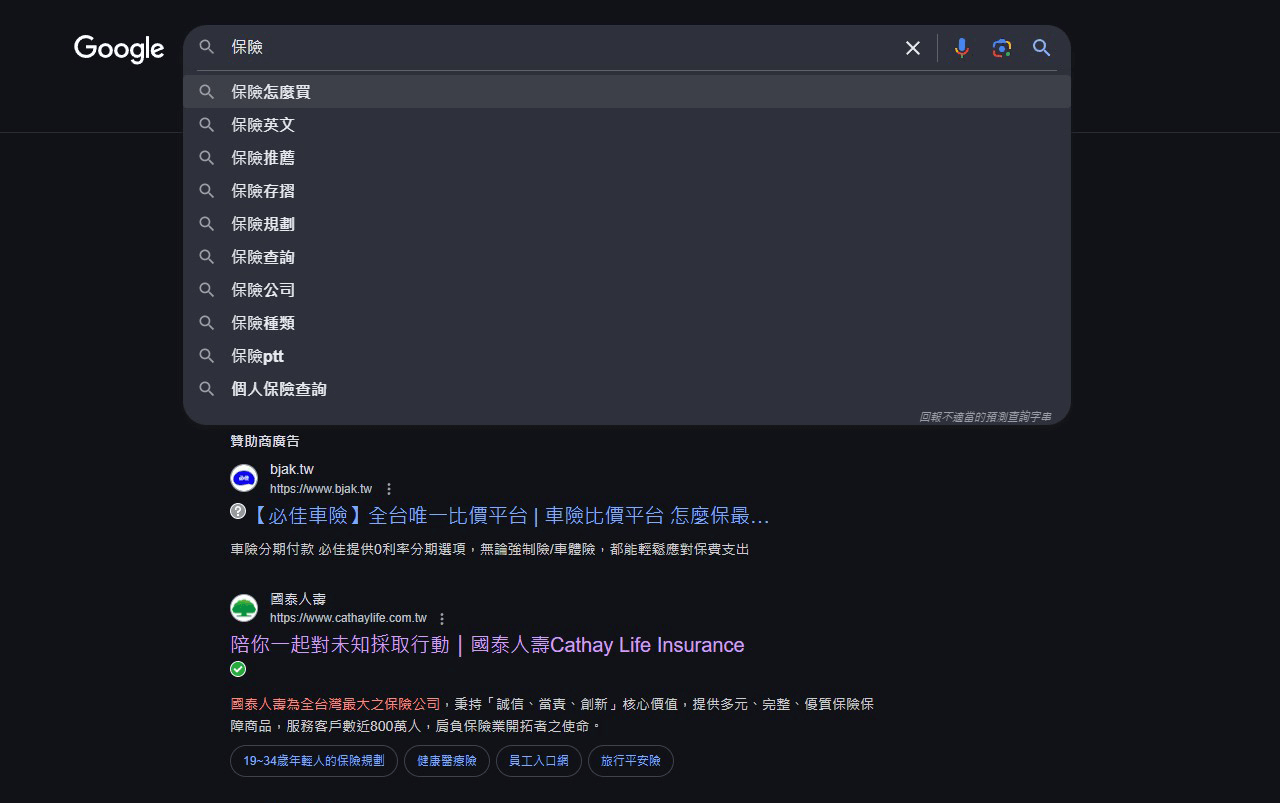 Google
保險
保險怎麼買
保險英文
保險推薦
保險存摺
保險規劃
保險查詢
保險公司
保險種類
保險ptt
個人保險查詢
回報不適當的預測查詢字串
贊助商廣告
bjak.tw
https://www.bjak.tw
【必佳車險】全台唯一比價平台 | 車險比價平台 怎麼保最…
車險分期付款 必佳提供0利率分期選項，無論強制險/車體險，都能輕鬆應對保費支出
國泰人壽
https://www.cathaylife.com.tw
陪你一起對未知採取行動｜國泰人壽Cathay Life Insurance
國泰人壽為全台灣最大之保險公司，秉持「誠信、當責、創新」核心價值，提供多元、完整、優質保險保
障商品，服務客戶數近800萬人，肩負保險業開拓者之使命。
19~34歲年輕人的保險規劃 健康醫療險 員工入口網 旅行平安險